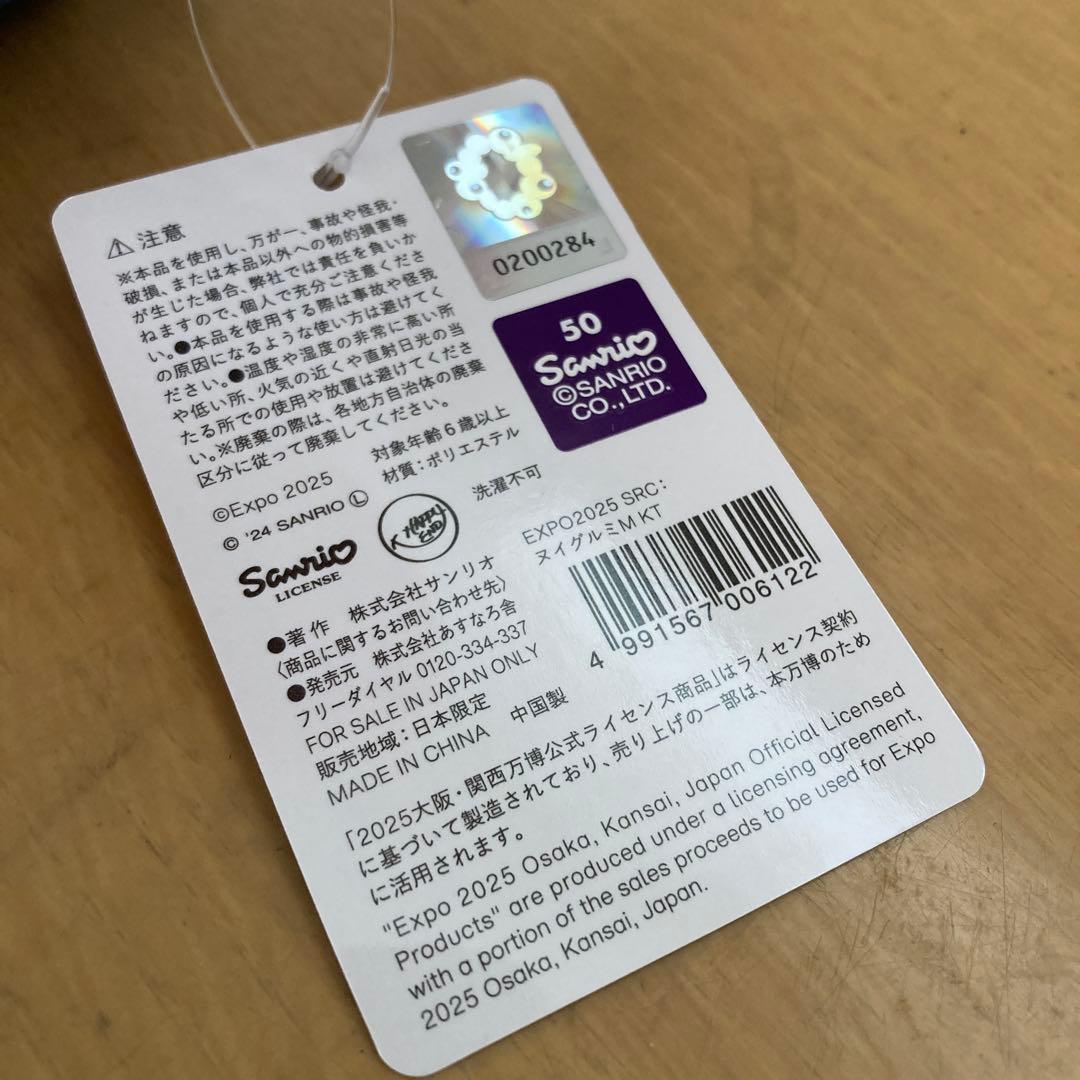 ⚠注意
※本品を使用し、万が一、事故や怪我・
破損、または本品以外への物的損害等
が生じた場合、弊社では責任を負いか
ねますので、個人で充分ご注意くださ
い。●本品を使用する際は事故や怪我
の原因になるような使い方は避けてく
ださい。●温度や湿度の非常に高い所
や低い所、火気の近くや直射日光の当
たる所での使用や放置は避けてくださ
い。※廃棄の際は、各地方自治体の廃棄
区分に従って廃棄してください。
0200284
50
Sanrio
©SANRIO
CO.,LTD.
対象年齢6歳以上
材質:ポリエステル
洗濯不可
©Expo 2025
© '24 SANRIO Ⓛ
HAPPY
END
Sanrio
LICENSE
EXPO2025 SRC:
ヌイグルミM KT
4 991567 006122
●著作 株式会社サンリオ
〈商品に関するお問い合わせ先〉
●発売元 株式会社あすなろ舎
フリーダイヤル0120-334-337
FOR SALE IN JAPAN ONLY
販売地域:日本限定
MADE IN CHINA 中国製
「2025大阪・関西万博公式ライセンス商品」はライセンス契約
に基づいて製造されており、売り上げの一部は、本万博のため
に活用されます。
"Expo 2025 Osaka, Kansai, Japan Official Licensed
Products" are produced under a licensing agreement,
with a portion of the sales proceeds to be used for Expo
2025 Osaka, Kansai, Japan.